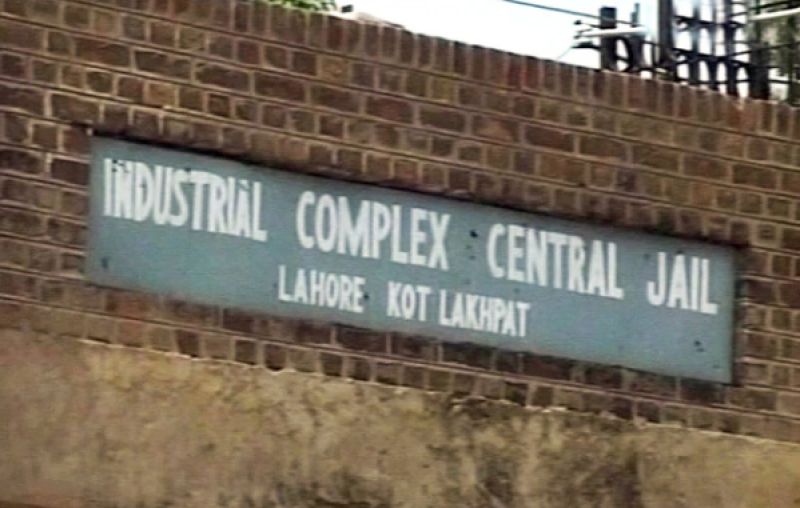 INDUSTRIAL COMPLEX CENTRAL JAIL
LAHORE KOT LAKHPAT